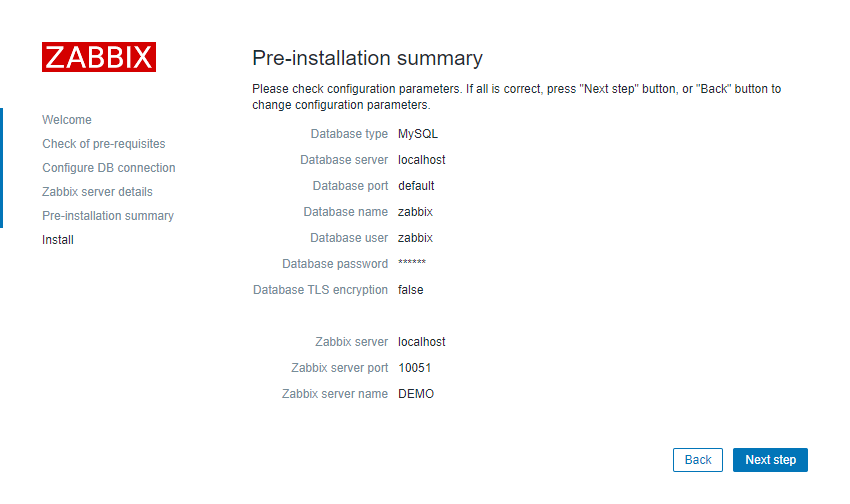 ZABBIX
Welcome
Check of pre-requisites
Configure DB connection
Zabbix server details
Pre-installation summary
Install
Pre-installation summary
Please check configuration parameters. If all is correct, press "Next step" button, or "Back" button to
change configuration parameters.
Database type MySQL
Database server localhost
Database port default
Database name zabbix
Database user zabbix
Database password ******
Database TLS encryption false
Zabbix server localhost
Zabbix server port 10051
Zabbix server name DEMO
Back Next step